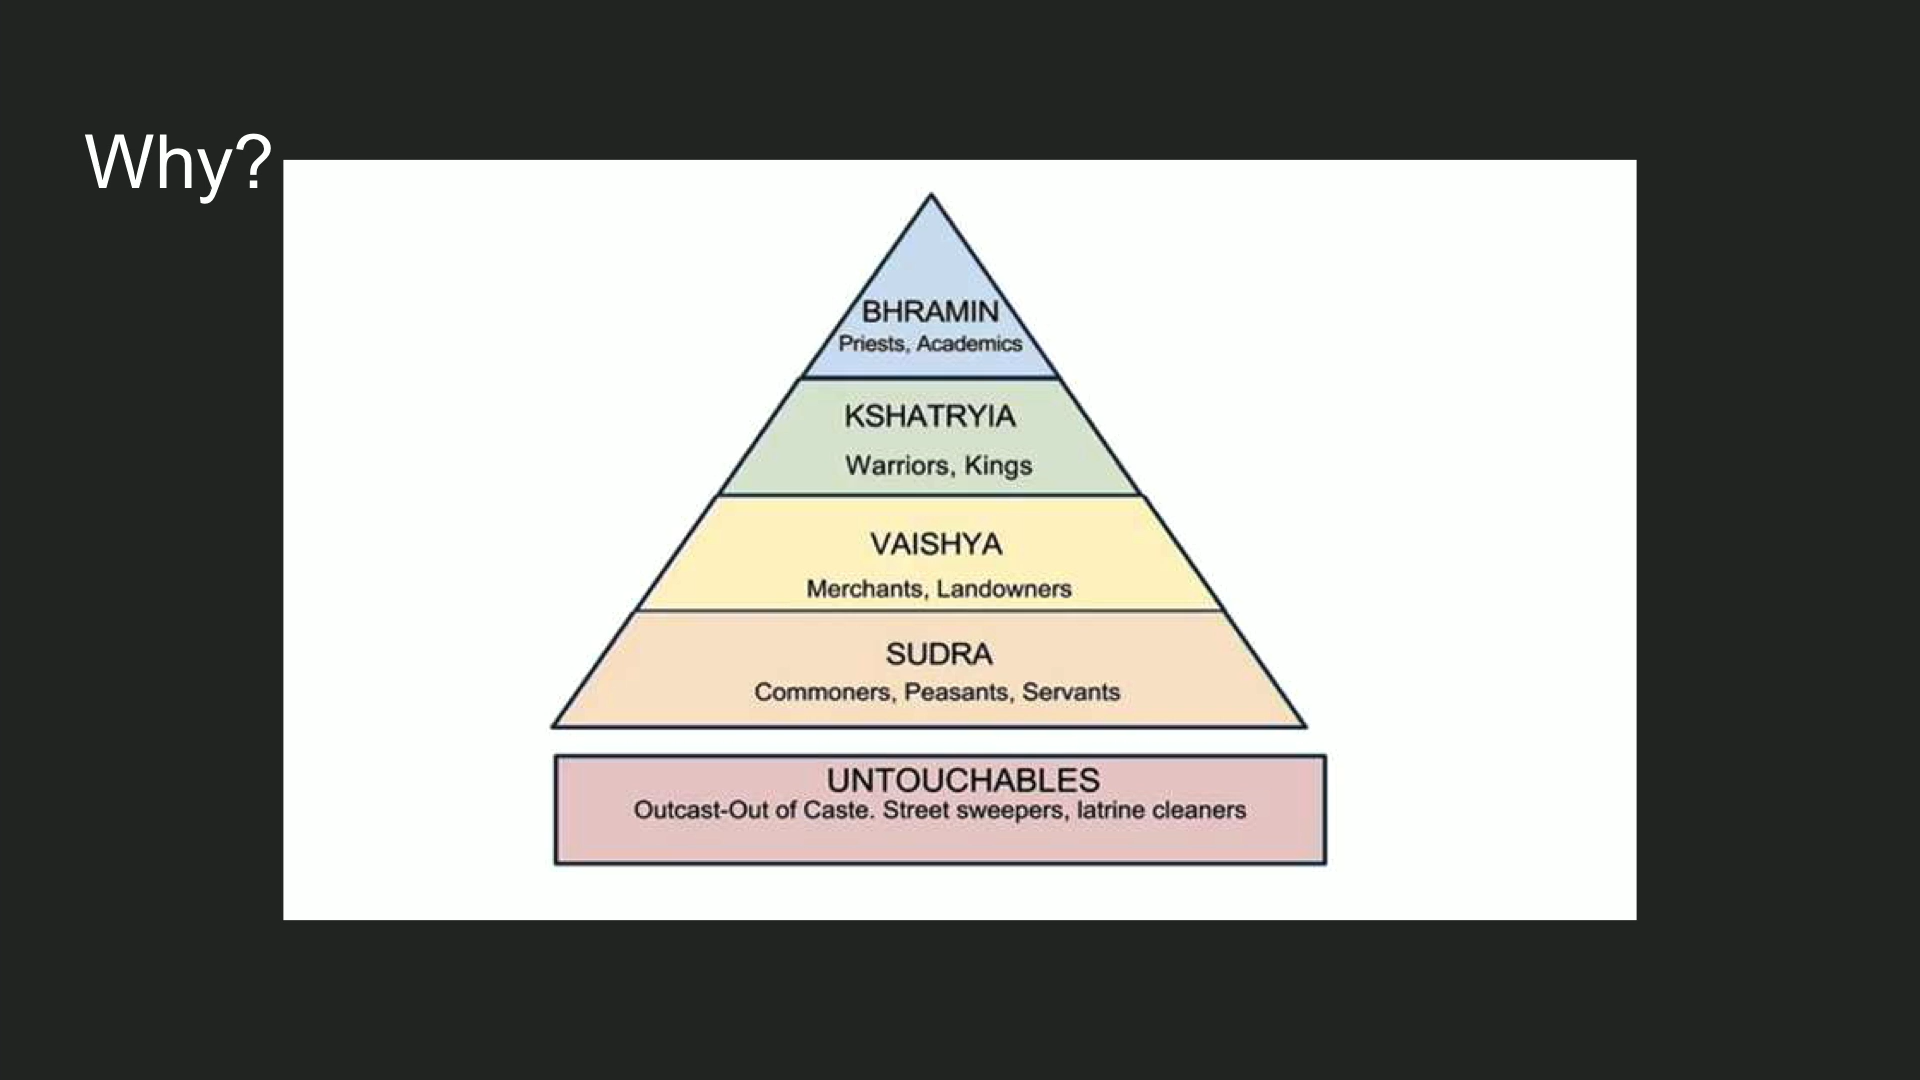 Why?
BHRAMIN
Priests, Academics
KSHATRYIA
Warriors, Kings
VAISHYA
Merchants, Landowners
SUDRA
Commoners, Peasants, Servants
UNTOUCHABLES
Outcast-Out of Caste. Street sweepers, latrine cleaners